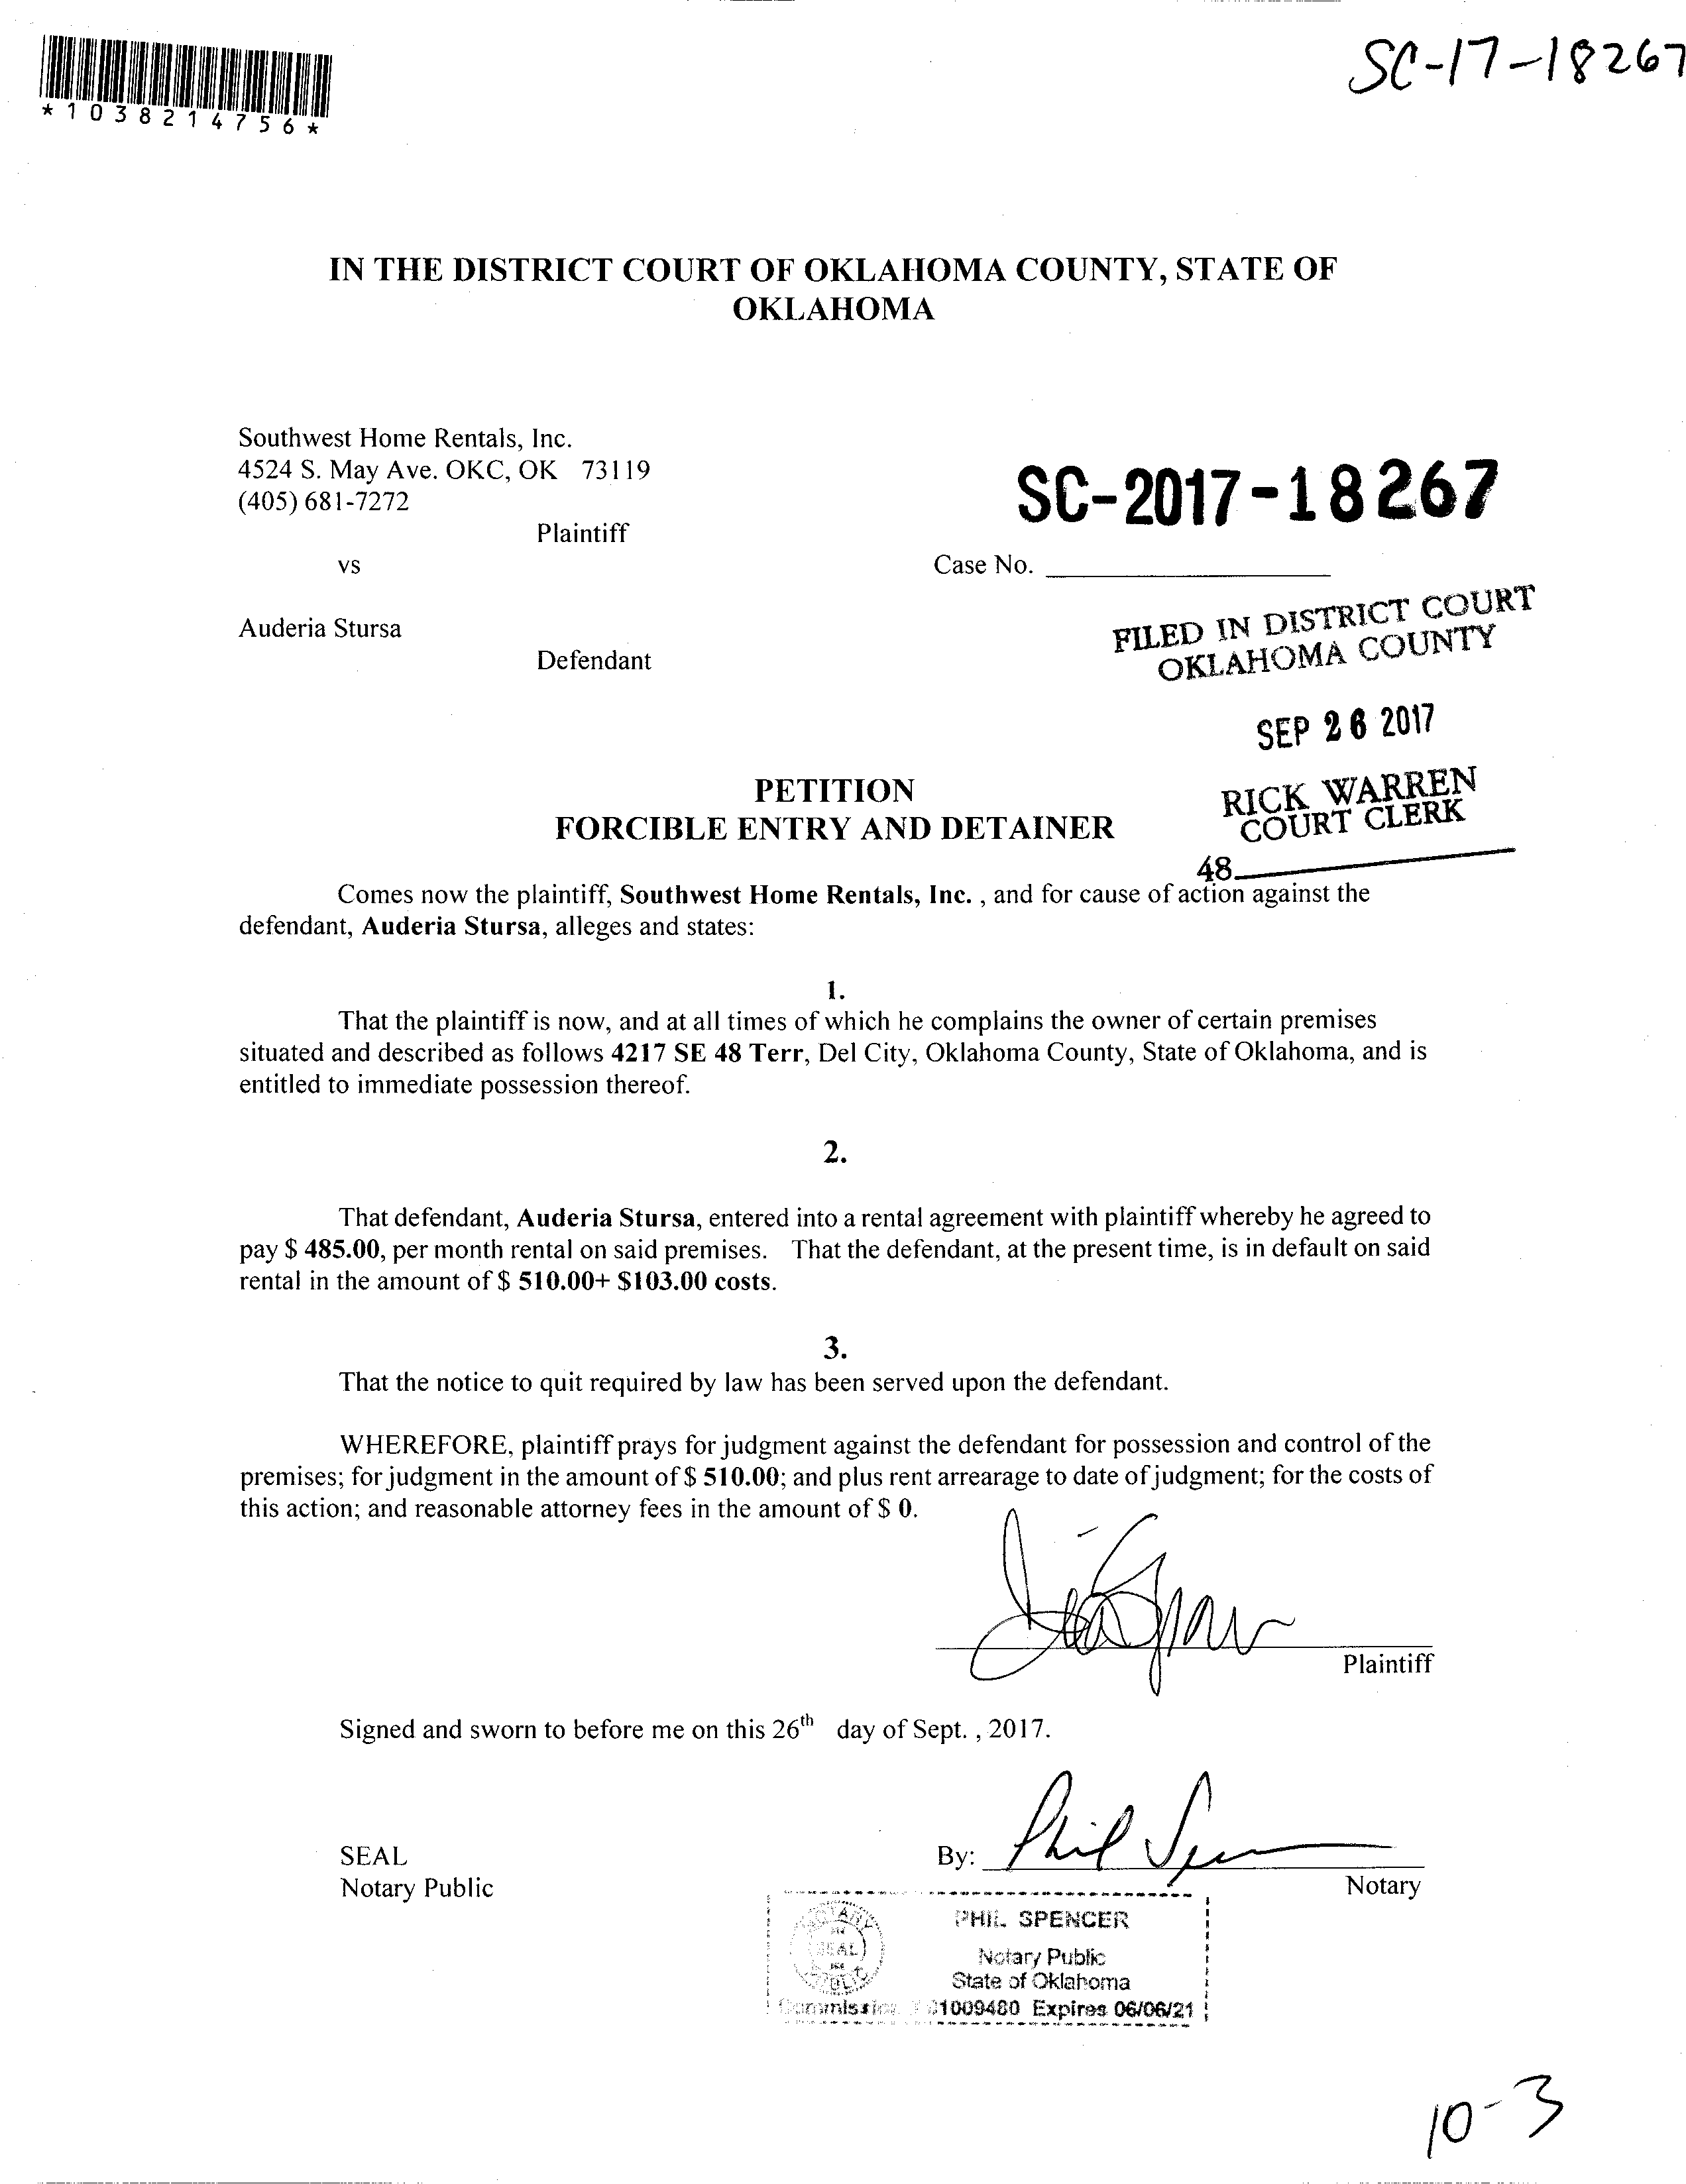 SC-17-18267
*1038214756*
IN THE DISTRICT COURT OF OKLAHOMA COUNTY, STATE OF
OKLAHOMA
Southwest Home Rentals, Inc.
4524 S. May Ave. OKC, OK 73119
(405) 681-7272
Plaintiff
SC-2017-18267
vs
Case No.
Auderia Stursa
Defendant
FILED IN DISTRICT COURT
OKLAHOMA COUNTY
SEP 26 2017
RICK WARREN
COURT CLERK
48
PETITION
FORCIBLE ENTRY AND DETAINER
Comes now the plaintiff, Southwest Home Rentals, Inc. , and for cause of action against the
defendant, Auderia Stursa, alleges and states:
1.
That the plaintiff is now, and at all times of which he complains the owner of certain premises
situated and described as follows 4217 SE 48 Terr, Del City, Oklahoma County, State of Oklahoma, and is
entitled to immediate possession thereof.
2.
That defendant, Auderia Stursa, entered into a rental agreement with plaintiff whereby he agreed to
pay $ 485.00, per month rental on said premises. That the defendant, at the present time, is in default on said
rental in the amount of $ 510.00+ $103.00 costs.
3.
That the notice to quit required by law has been served upon the defendant.
WHEREFORE, plaintiff prays for judgment against the defendant for possession and control of the
premises; for judgment in the amount of $ 510.00; and plus rent arrearage to date of judgment; for the costs of
this action; and reasonable attorney fees in the amount of $ 0.
Plaintiff
Signed and sworn to before me on this 26th day of Sept. , 2017.
SEAL
By: Phil Spencer
Notary Public
Notary
PHIL SPENCER
Notary Public
State of Oklahoma
Commission # 01009480 Expires 06/06/21
10-3